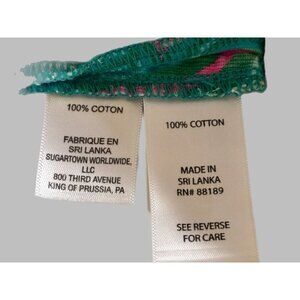 100% COTON
FABRIQUE EN
SRI LANKA
SUGARTOWN WORLDWIDE,
LLC
800 THIRD AVENUE
KING OF PRUSSIA, PA
100% COTTON
MADE IN
SRI LANKA
RN# 88189
SEE REVERSE
FOR CARE